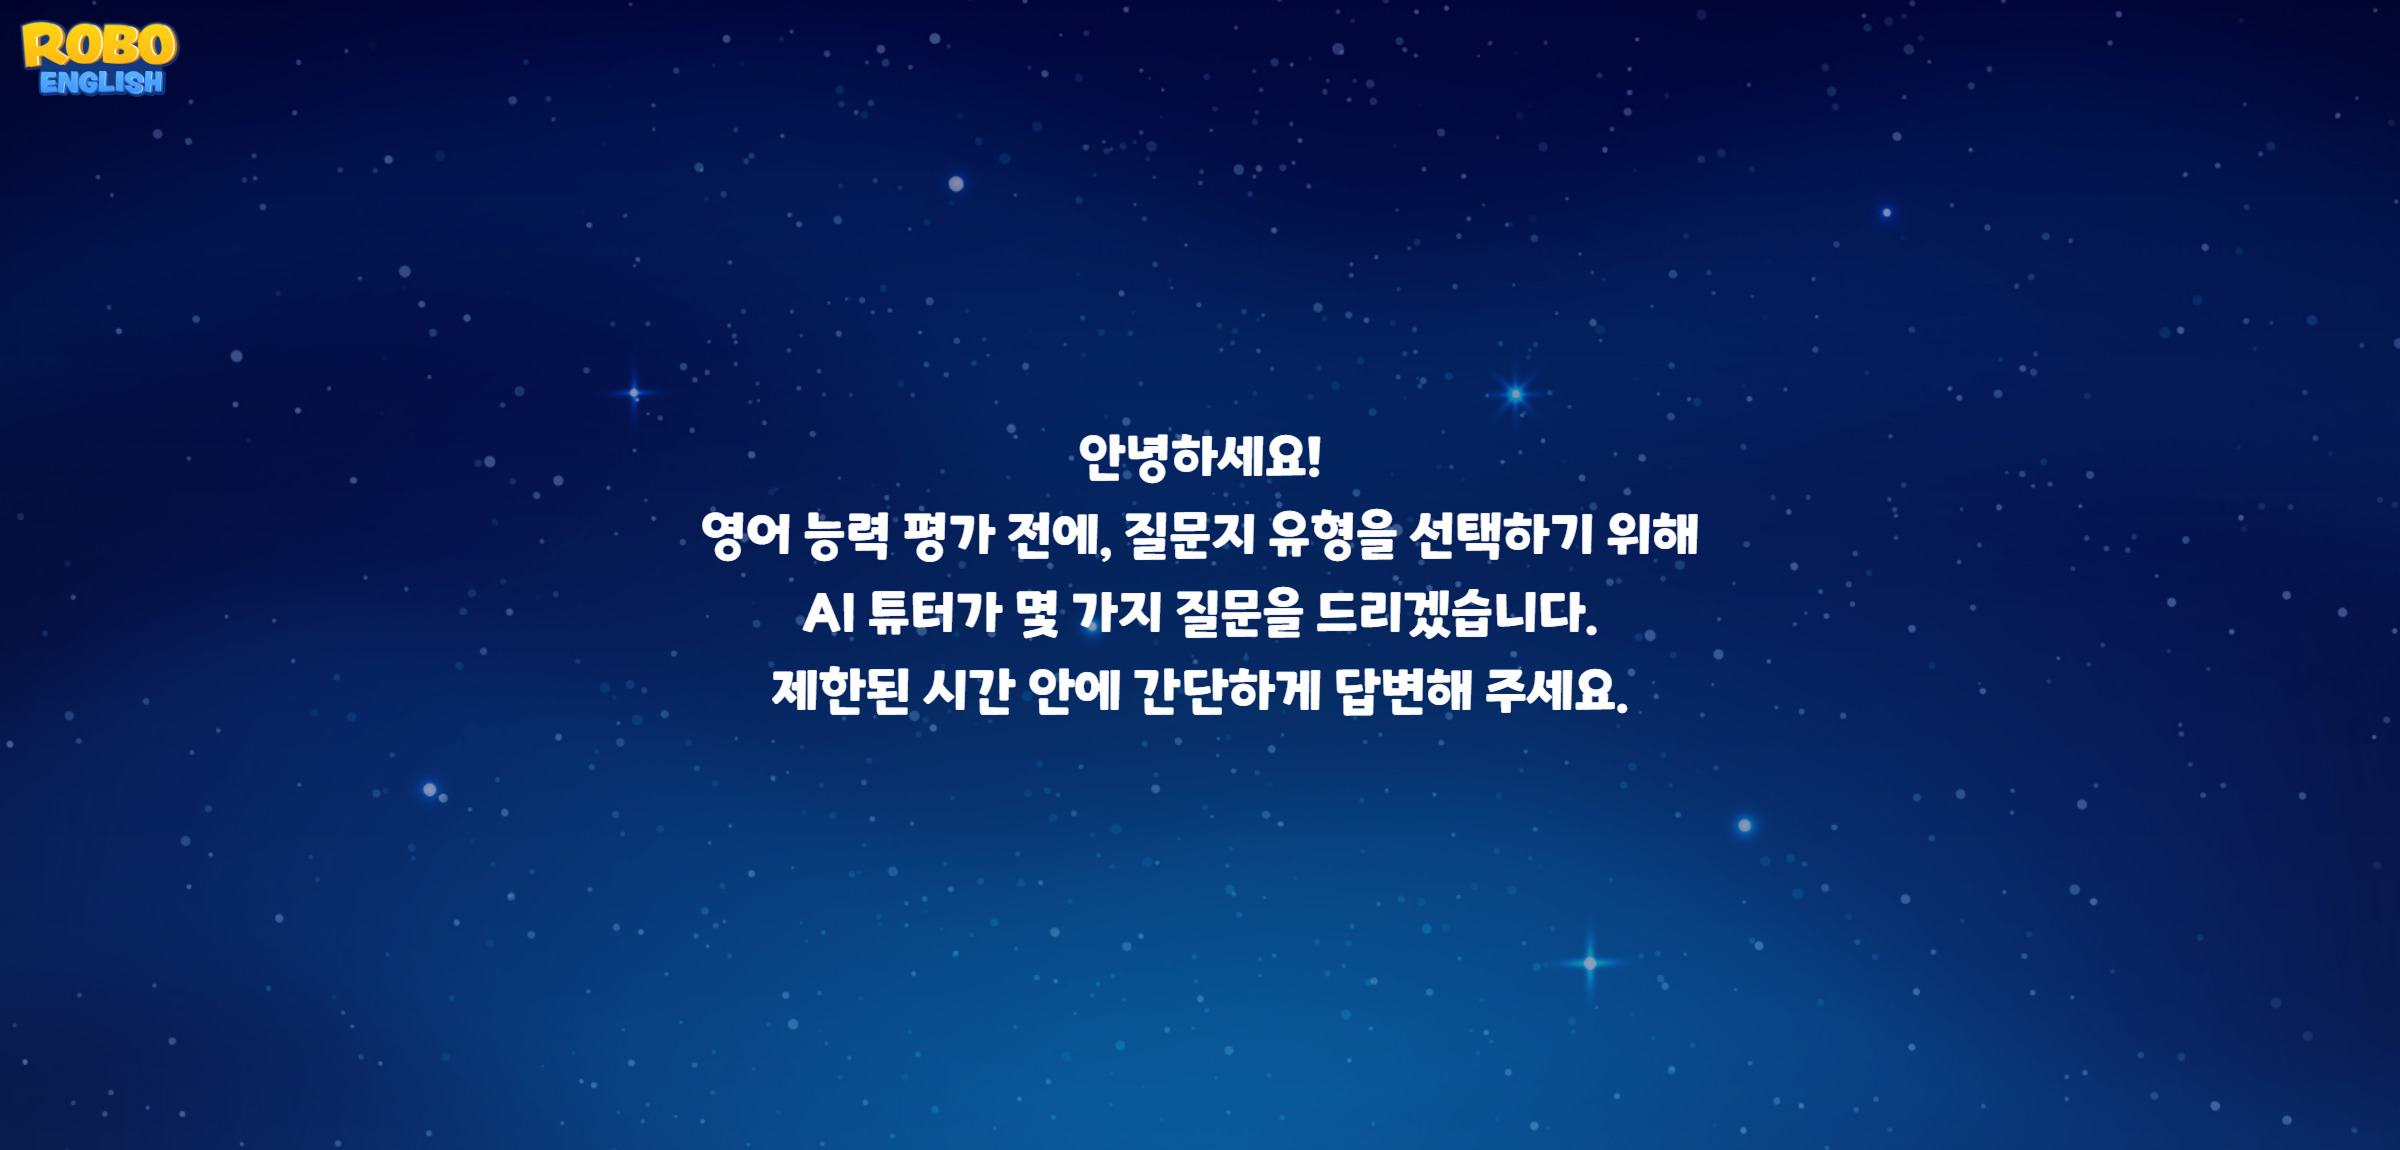 ROBO
ENGLISH
안녕하세요!
영어 능력 평가 전에, 질문지 유형을 선택하기 위해
AI 튜터가 몇 가지 질문을 드리겠습니다.
제한된 시간 안에 간단하게 답변해 주세요.